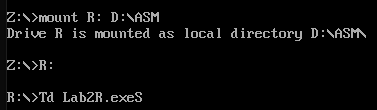 Z:\>mount R: D:\ASM
Drive R is mounted as local directory D:\ASM\
Z:\>R:
R:\>Td Lab2R.exeS